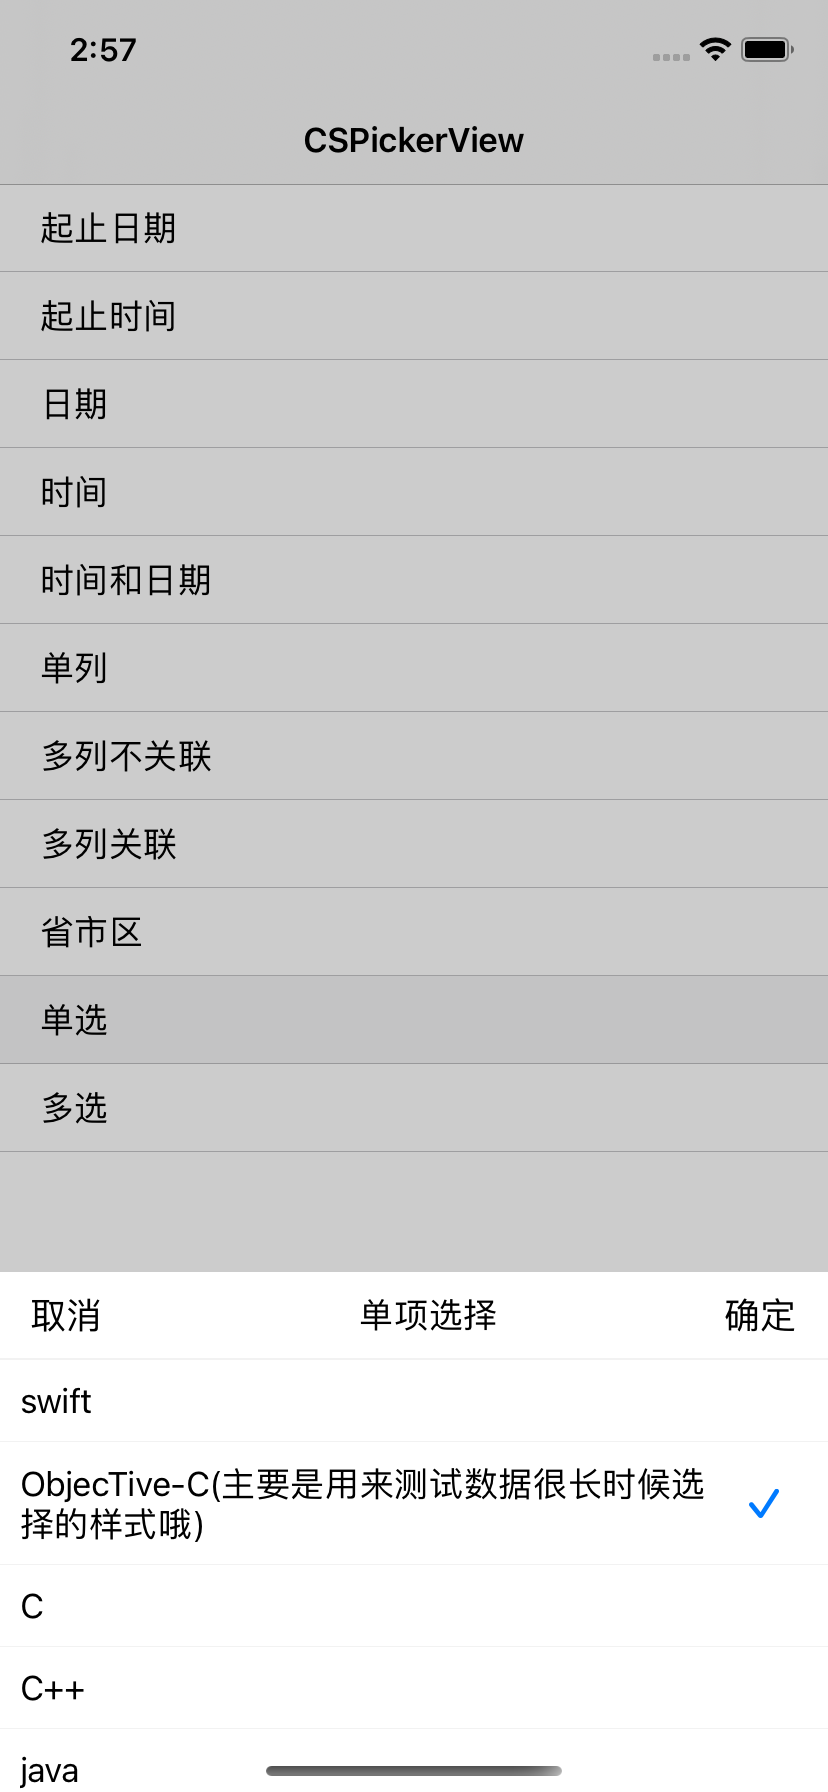 2:57
CSPickerView
起止日期
起止时间
日期
时间
时间和日期
单列
多列不关联
多列关联
省市区
单选
多选
取消 单项选择 确定
swift
ObjecTive-C(主要是用来测试数据很长时候选
择的样式哦)
C
C++
java